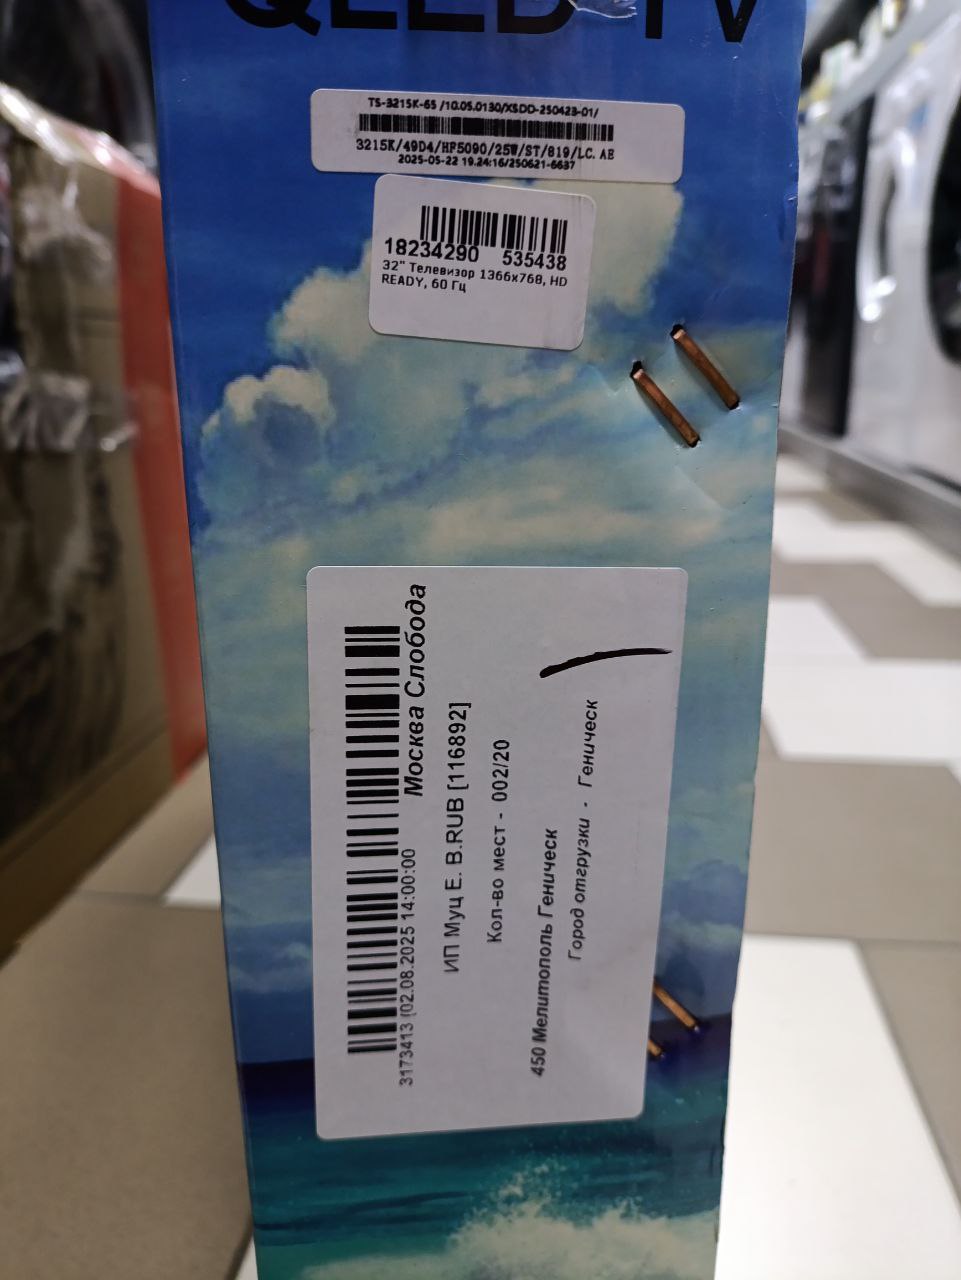 QLED TV
TS-3215K-65 /10.05.0130/XSDD-250423-01/
3215K/49D4/HF5090/25W/ST/819/LC. AE
2025-05-22 19.24:16/250621-6637
18234290 535438
32" Телевизор 1366x768, HD
READY, 60 Гц
3173413 (02.08.2025 14:00:00
Москва Слобода
ИП Муц Е. В.RUB [116892]
Кол-во мест - 002/20
450 Мелитополь Геническ
Город отгрузки - Геническ